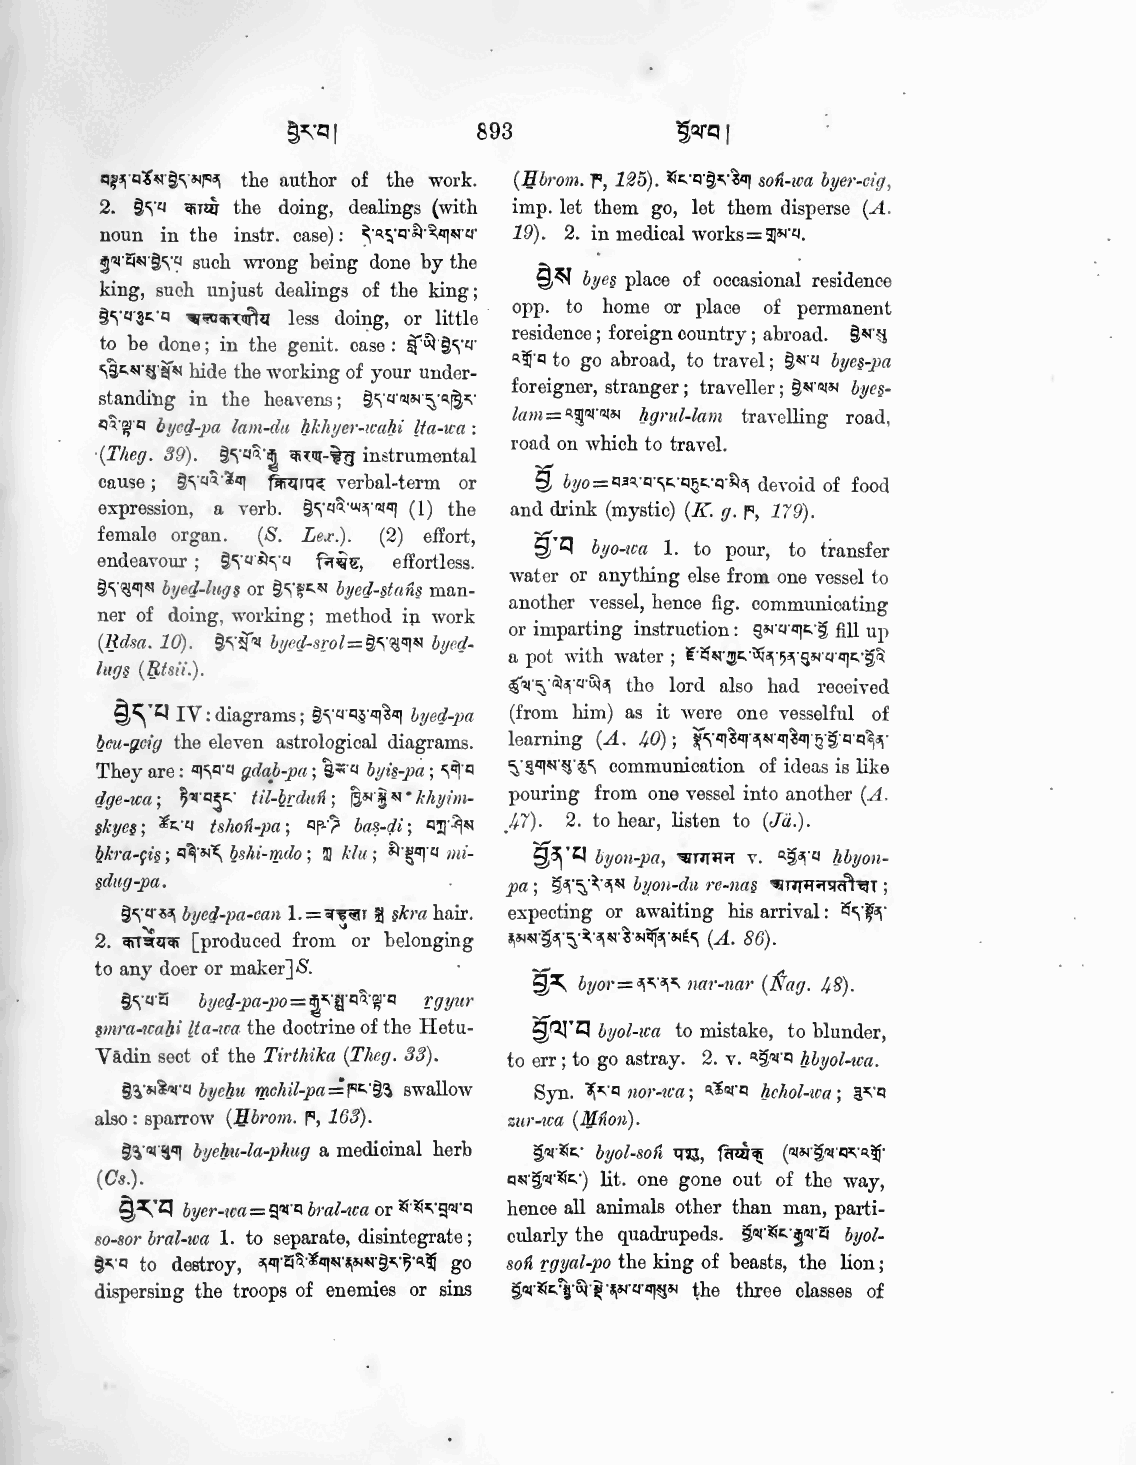 བྱེར་བ། 893 བྱོལ་བ།
བསྟན་བཅོས་བྱེད་མཁན the author of the work.
2. བྱེད་པ कार्य्य the doing, dealings (with
noun in the instr. case): དེ་འདྲ་བ་མི་རིགས་པ་
རྒྱལ་པོས་བྱེད་པ such wrong being done by the
king, such unjust dealings of the king;
བྱེད་པ་ཆུང་བ अल्पकरणीय less doing, or little
to be done; in the genit. case: ལྷ་ཡི་བྱེད་པ་
དབྱིངས་སུ་སྦོས hide the working of your under-
standing in the heavens; བྱེད་པ་ལམ་དུ་འཁྱེར་
བའི་ལྟ་བ byed-pa lam-du hkhyer-wahi lta-wa:
(Theg. 39). བྱེད་པའི་རྒྱུ करण-हेतु instrumental
cause; བྱེད་པའི་ཚིག क्रियापद verbal-term or
expression, a verb. བྱེད་པའི་ཡན་ལག (1) the
female organ. (S. Lex.). (2) effort,
endeavour; བྱེད་པ་མེད་པ निश्चेष्ट, effortless.
བྱེད་ལུགས byed-lugs or བྱེད་སྟངས byed-stańs man-
ner of doing, working; method in work
(Rdsa. 10). བྱེད་སྲོལ byed-srol=བྱེད་ལུགས byed-
lugs (Rtsii.).
བྱེད་པ IV: diagrams; བྱེད་པ་བཅུ་གཅིག byed-pa
bcu-gcig the eleven astrological diagrams.
They are: གདབ་པ gdab-pa; བྱིས་པ byis-pa; དགེ་བ
dge-wa; ཏིལ་བརྡུང་ til-brduń; ཁྱིམ་སྐྱེས་ khyim-
skyes; ཚོང་པ tshoń-pa; བཥ་ཌི baṣ-ḍi; བཀྲ་ཤིས
bkra-çis; བཞི་མདོ bshi-mdo; ཀླུ klu; མི་སྡུག་པ mi-
sdug-pa.
བྱེད་པ་ཅན byed-pa-can 1.= སྐྲ skra hair.
2. [produced from or belonging
to any doer or maker]S.
བྱེད་པ་པོ byed-pa-po=རྒྱུར་སྨྲ་བའི་ལྟ་བ rgyur
smra-wahi lta-wa the doctrine of the Hetu-
Vādin sect of the Tirthika (Theg. 33).
བྱེའུ་མཆིལ་པ byehu mchil-pa=ཁང་བྱེའུ swallow
also: sparrow (Hbrom. ཁ, 163).
བྱེའུ་ལ་ཕུག byehu-la-phug a medicinal herb
(Cs.).
བྱེར་བ byer-wa=བྲལ་བ bral-wa or སོ་སོར་བྲལ་བ
so-sor bral-wa 1. to separate, disintegrate;
བྱེར་བ to destroy, དགྲ་བོའི་ཚོགས་རྣམས་བྱེར་ཏེ་འགྲོ go
dispersing the troops of enemies or sins
(Hbrom. ཁ, 125). སོང་བ་བྱེར་ཅིག soń-wa byer-cig,
imp. let them go, let them disperse (A.
19). 2. in medical works=གྱམ་པ.
བྱེས byes place of occasional residence
opp. to home or place of permanent
residence; foreign country; abroad. བྱེས་སུ
འགྲོ་བ to go abroad, to travel; བྱེས་པ byes-pa
foreigner, stranger; traveller; བྱེས་ལམ byes-
lam=འགྲུལ་ལམ hgrul-lam travelling road,
road on which to travel.
བྱོ byo=བཟའ་བ་དང་བཏུང་བ་མེད devoid of food
and drink (mystic) (K. g. ཁ, 179).
བྱོ་བ byo-wa 1. to pour, to transfer
water or anything else from one vessel to
another vessel, hence fig. communicating
or imparting instruction: བུམ་པ་གང་བྱོ fill up
a pot with water; ཇོ་བོས་ཀྱང་ཡོན་ཏན་བུམ་པ་གང་བྱོའི
ཚུལ་དུ་ཞེན་པ་ཡིན the lord also had received
(from him) as it were one vesselful of
learning (A. 40); སྣོད་གཅིག་ནས་གཅིག་ཏུ་བྱོ་བ་བཞིན་
དུ་ཐུགས་སུ་ཆུད communication of ideas is like
pouring from one vessel into another (A.
47). 2. to hear, listen to (Jä.).
བྱོན་པ byon-pa, आगमन v. འབྱོན་པ hbyon-
pa; བྱོན་དུ་རེ་ནས byon-du re-nas आगमनप्रतीक्षा;
expecting or awaiting his arrival: བོད་སྟོན་
རྣམས་བྱོན་དུ་རེ་ནས་ཅི་མགྲོན་མཛད (A. 86).
བྱོར byor=ནར་ནར nar-nar (Ńag. 48).
བྱོལ་བ byol-wa to mistake, to blunder,
to err; to go astray. 2. v. འབྱོལ་བ hbyol-wa.
Syn. ནོར་བ nor-wa; འཆོལ་བ hchol-wa; ཟུར་བ
zur-wa (Mńon).
བྱོལ་སོང་ byol-soń पशु, तिर्य्यक् (ལམ་བྱོལ་བར་འགྲོ་
བས་བྱོལ་སོང་) lit. one gone out of the way,
hence all animals other than man, parti-
cularly the quadrupeds. བྱོལ་སོང་རྒྱལ་པོ byol-
soń rgyal-po the king of beasts, the lion;
བྱོལ་སོང་སྤྱི་ཡི་སྡེ་རྣམ་པ་གསུམ the three classes of